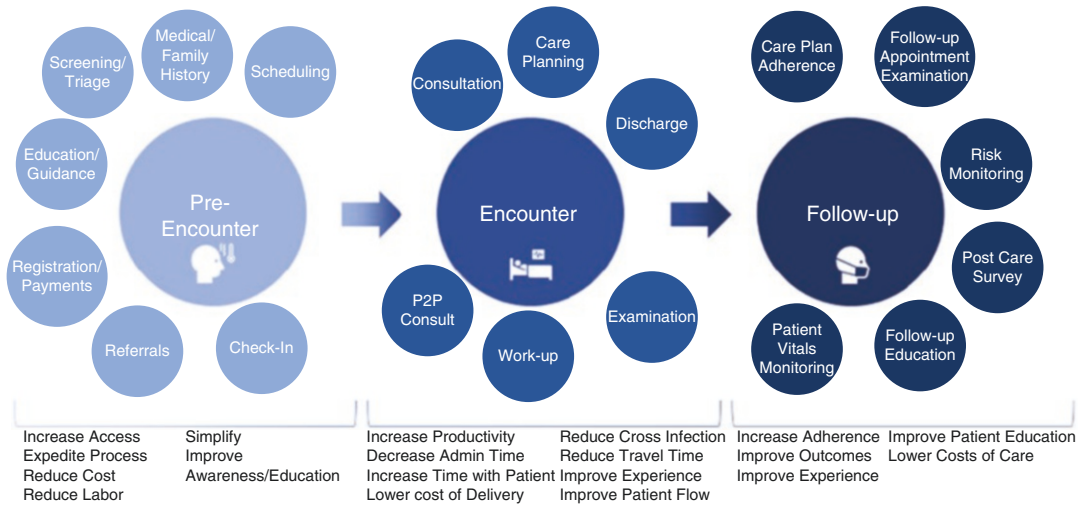 Medical/
Family
History
Screening/
Triage
Scheduling
Education/
Guidance
Pre-
Encounter
Registration/
Payments
Referrals
Check-In
Care
Planning
Consultation
Discharge
Encounter
P2P
Consult
Examination
Work-up
Care Plan
Adherence
Follow-up
Appointment
Examination
Risk
Monitoring
Follow-up
Post Care
Survey
Patient
Vitals
Monitoring
Follow-up
Education
Increase Access
Expedite Process
Reduce Cost
Reduce Labor
Simplify
Improve
Awareness/Education
Increase Productivity
Decrease Admin Time
Increase Time with Patient
Lower cost of Delivery
Reduce Cross Infection
Reduce Travel Time
Improve Experience
Improve Patient Flow
Increase Adherence
Improve Outcomes
Improve Experience
Improve Patient Education
Lower Costs of Care